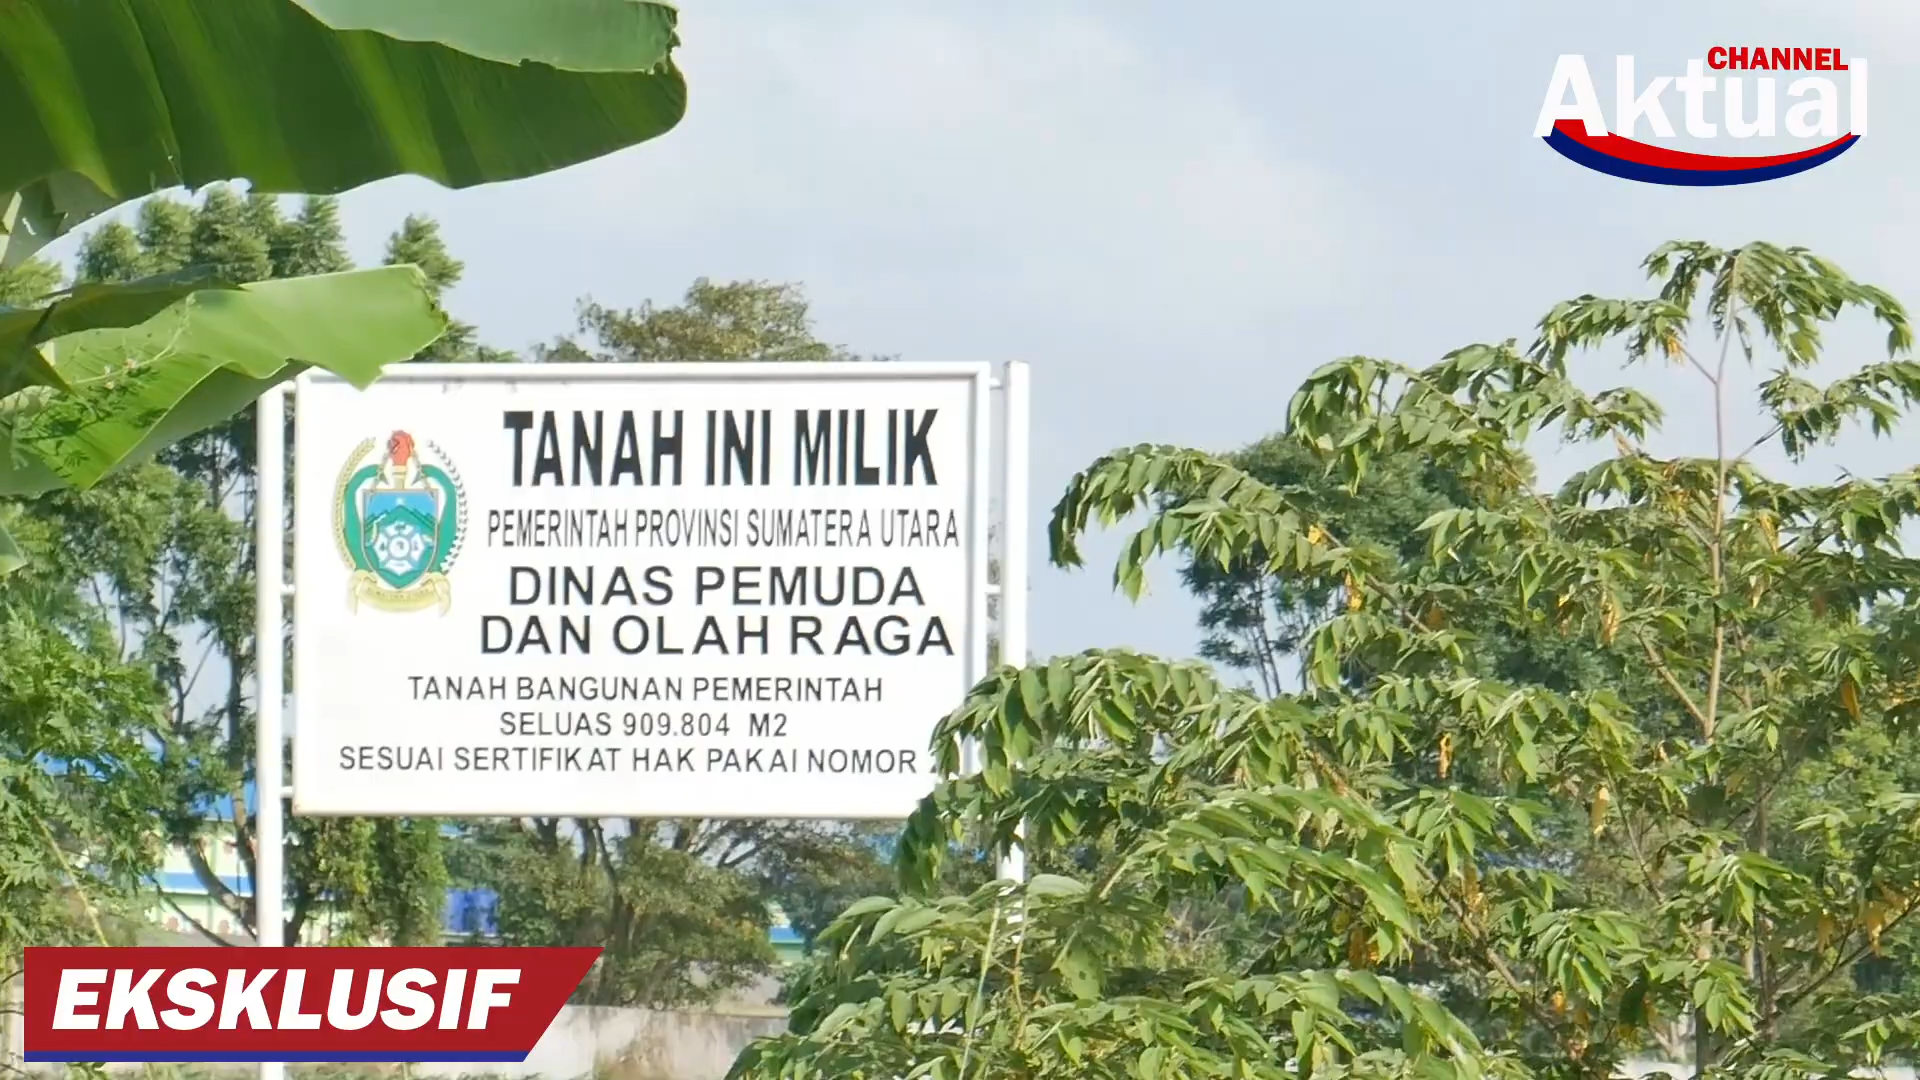 CHANNEL
Aktual
TANAH INI MILIK
PEMERINTAH PROVINSI SUMATERA UTARA
DINAS PEMUDA
DAN OLAH RAGA
TANAH BANGUNAN PEMERINTAH
SELUAS 909.804 M2
SESUAI SERTIFIKAT HAK PAKAI NOMOR
EKSKLUSIF